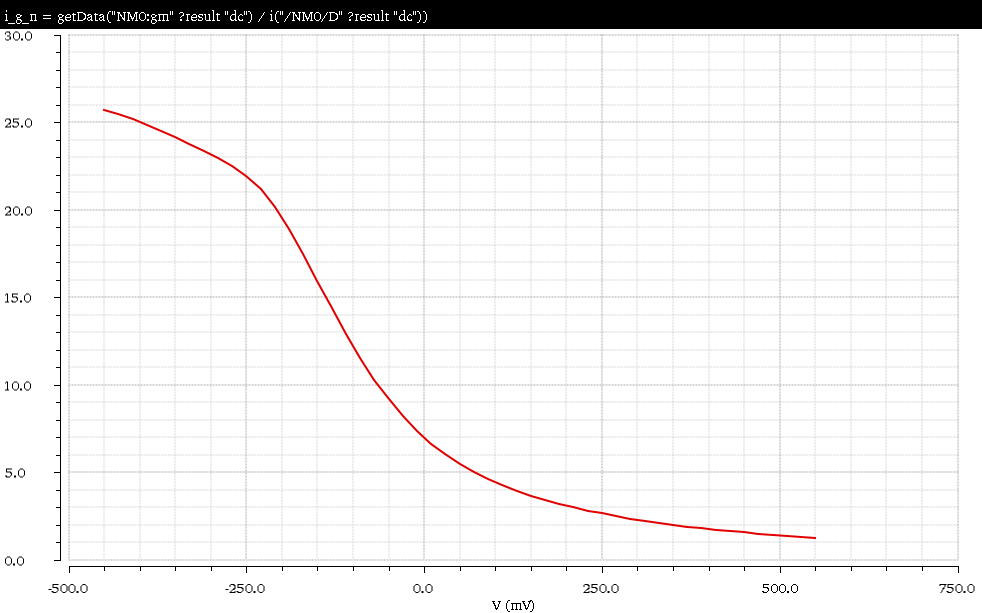 i_g_n = getData("NM0:gm" ?result "dc") / i("/NM0/D" ?result "dc"))
30.0
25.0
20.0
15.0
10.0
5.0
0.0
-500.0 -250.0 0.0 250.0 500.0 750.0
V (mV)